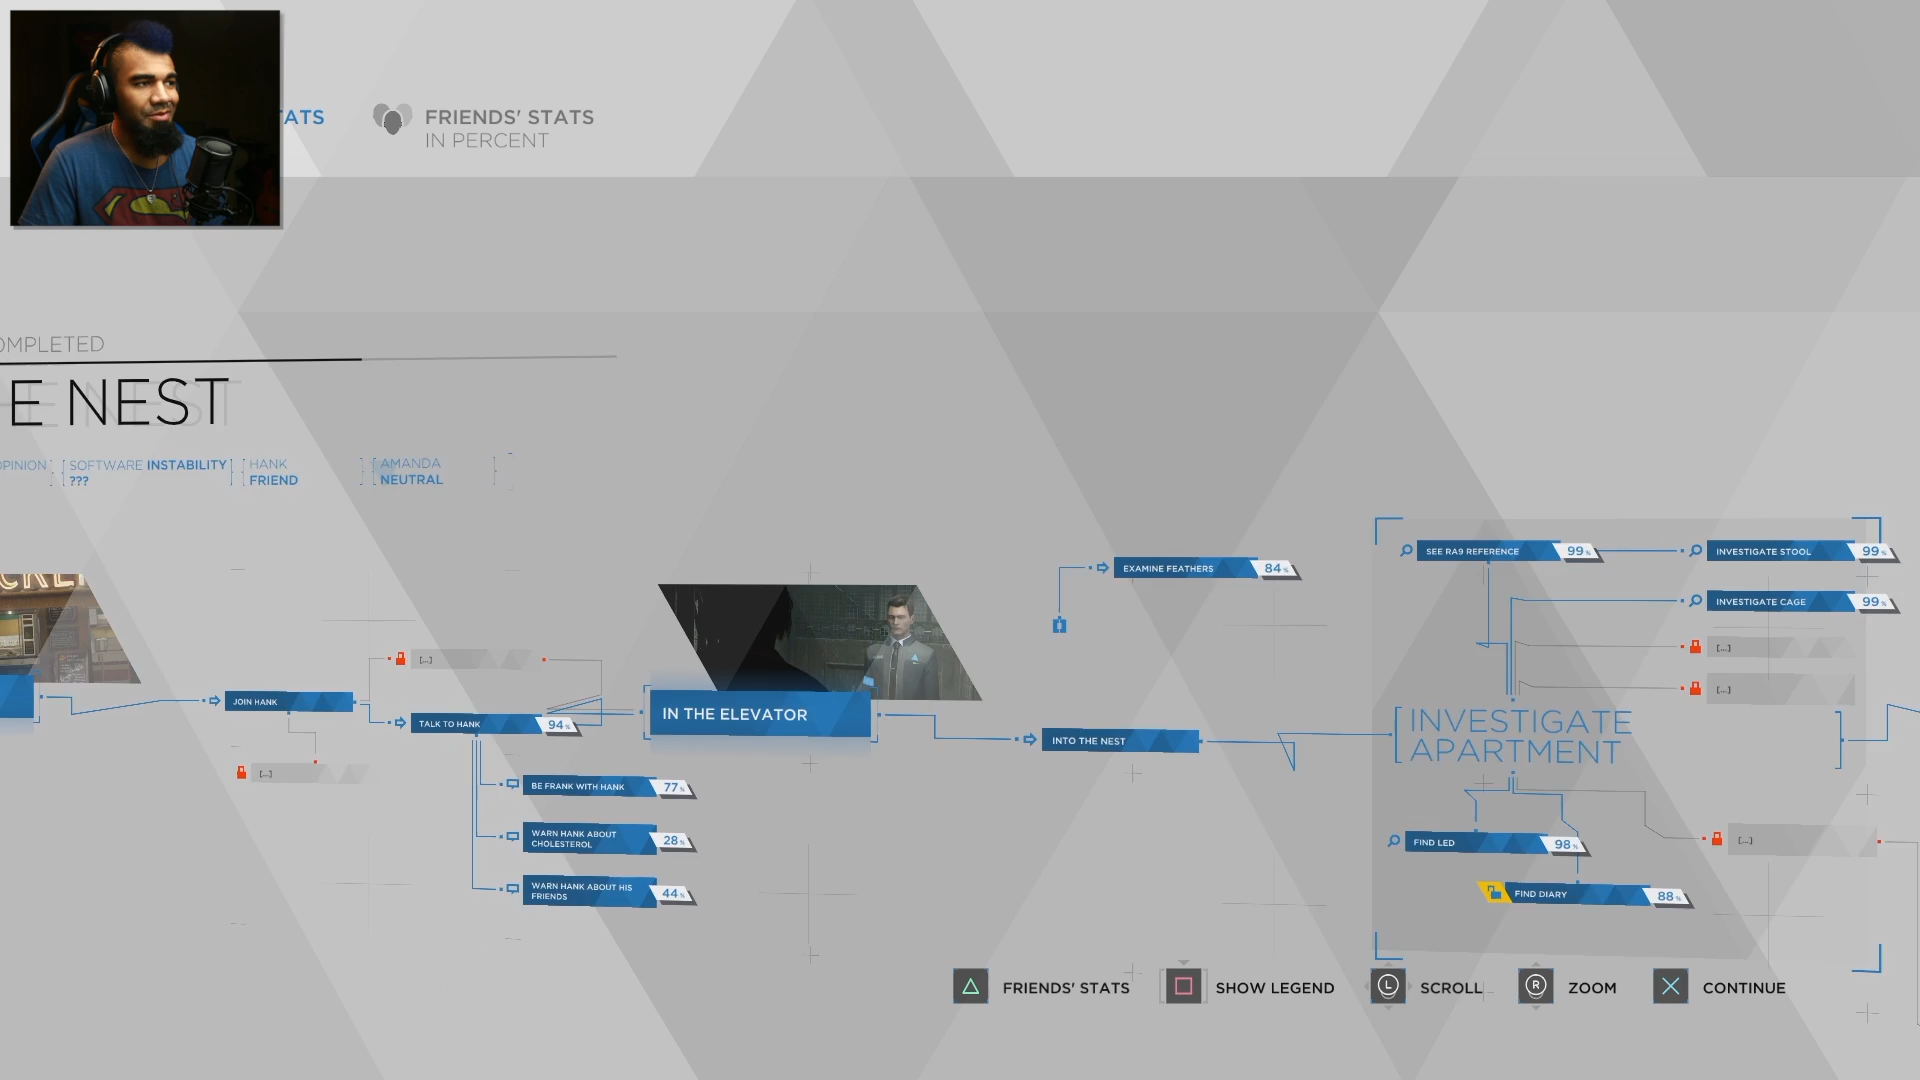 TATS
FRIENDS' STATS
IN PERCENT
OMPLETED
E NEST
OPINION
SOFTWARE INSTABILITY
???
HANK
FRIEND
AMANDA
NEUTRAL
EXAMINE FEATHERS 84%
SEE RA9 REFERENCE 99%
INVESTIGATE STOOL 99%
INVESTIGATE CAGE 99%
[...]
[...]
[...]
JOIN HANK
TALK TO HANK 94%
IN THE ELEVATOR
INTO THE NEST
INVESTIGATE
APARTMENT
[...]
BE FRANK WITH HANK 77%
WARN HANK ABOUT
CHOLESTEROL
28%
WARN HANK ABOUT HIS
FRIENDS
44%
FIND LED 98%
[...]
FIND DIARY 88%
FRIENDS' STATS
SHOW LEGEND
L
SCROLL
R
ZOOM
CONTINUE